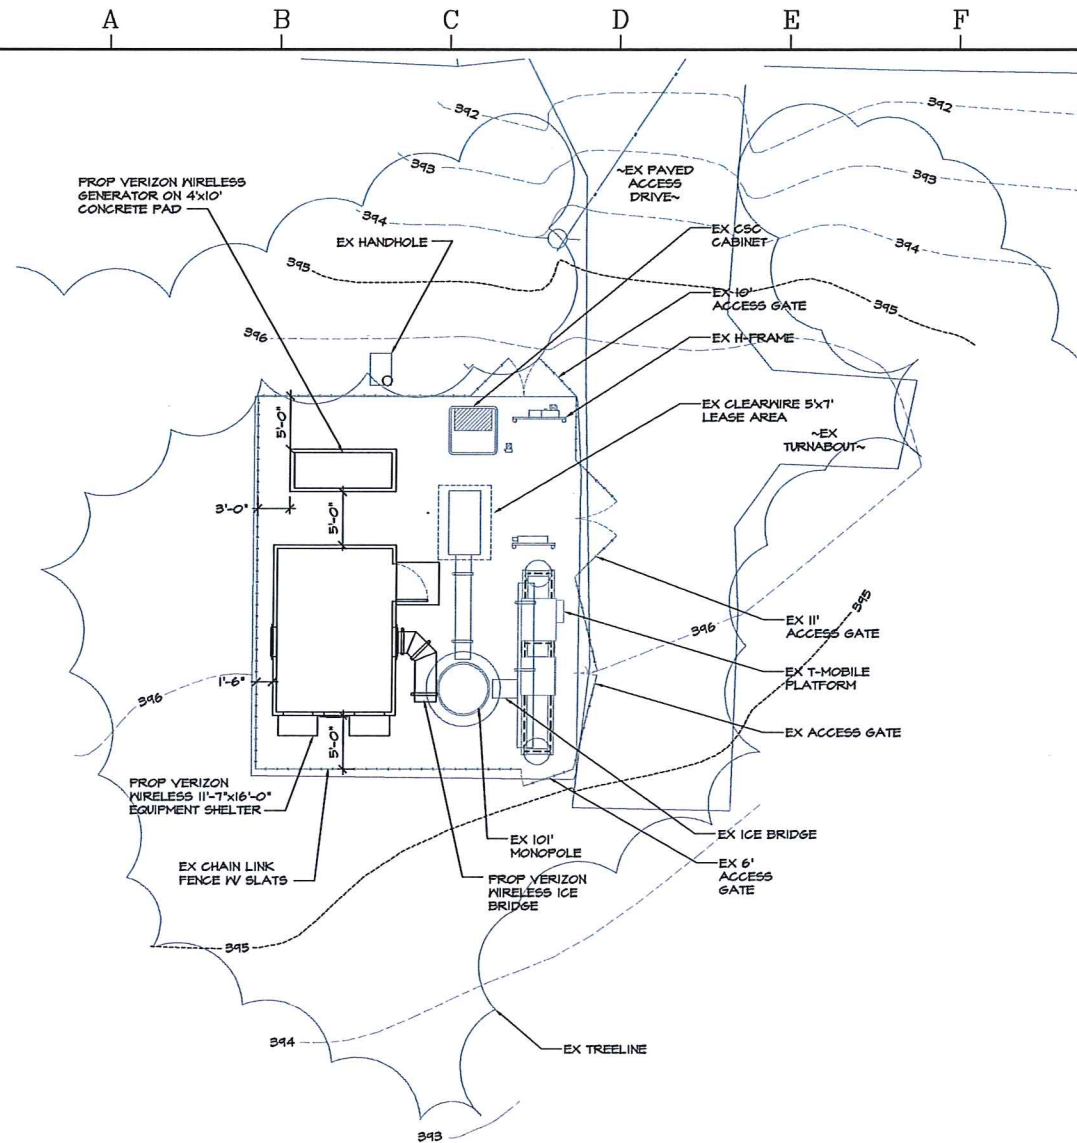 A B C D E F
392
392
393
393
PROP VERIZON WIRELESS
GENERATOR ON 4'x10'
CONCRETE PAD
~EX PAVED
ACCESS
DRIVE~
394
394
EX HANDHOLE
EX CSC
CABINET
395
395
EX 10'
ACCESS GATE
396
EX H-FRAME
5'-0"
EX CLEARWIRE 5'x7'
LEASE AREA
~EX
TURNABOUT~
3'-0"
5'-0"
395
396
EX 11'
ACCESS GATE
EX T-MOBILE
PLATFORM
1'-6"
396
EX ACCESS GATE
5'-0"
PROP VERIZON
WIRELESS 11'-7"x16'-0"
EQUIPMENT SHELTER
EX ICE BRIDGE
EX 101'
MONOPOLE
EX CHAIN LINK
FENCE W/ SLATS
PROP VERIZON
WIRELESS ICE
BRIDGE
EX 6'
ACCESS
GATE
395
394
EX TREELINE
393